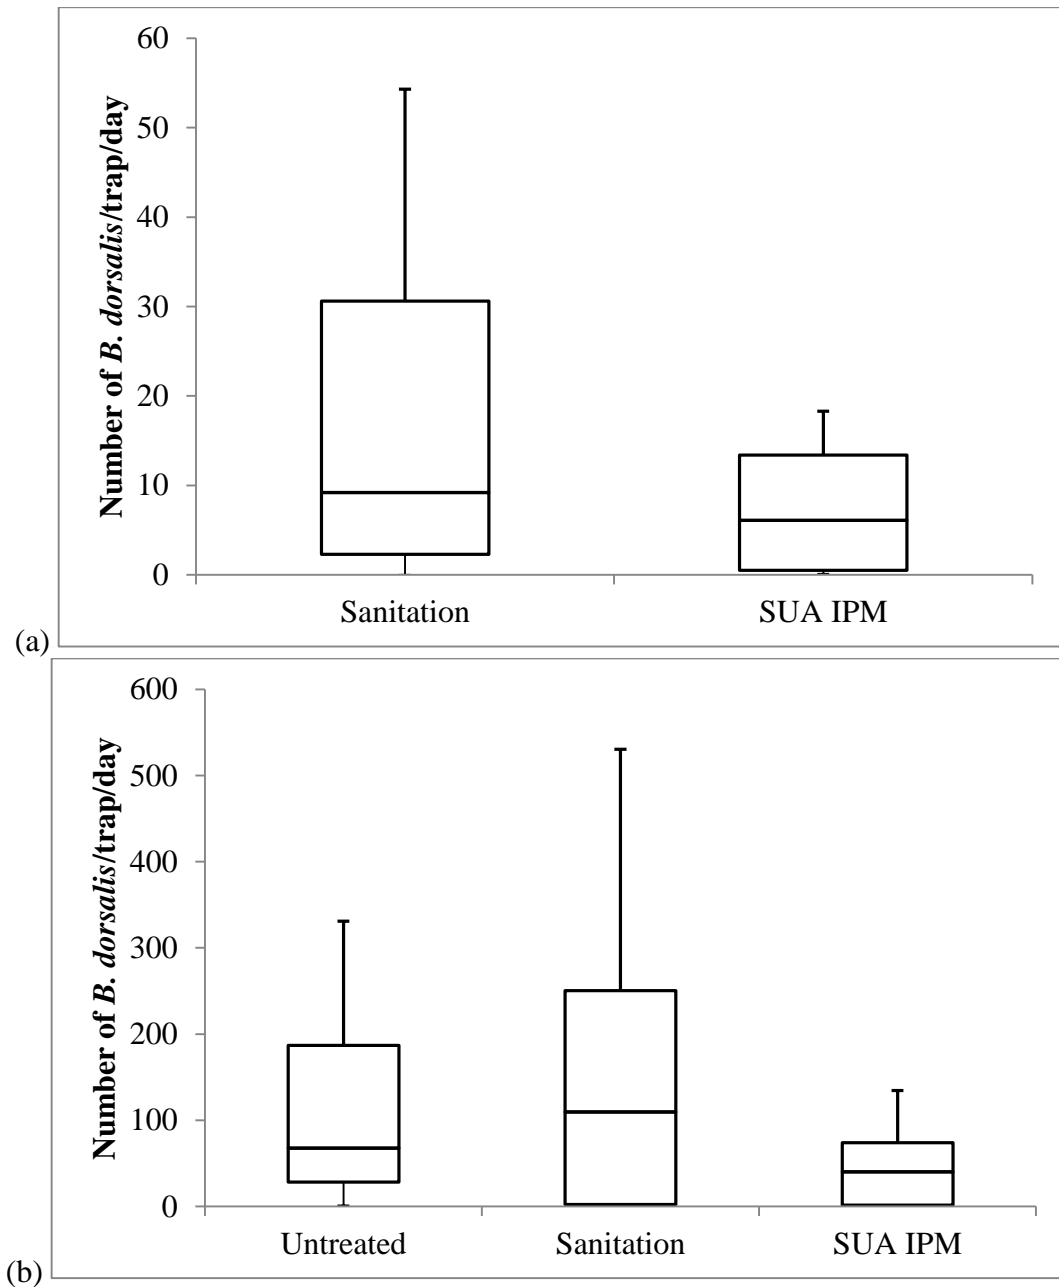 Number of B. dorsalis/trap/day
60
50
40
30
20
10
0
Sanitation SUA IPM
(a)
Number of B. dorsalis/trap/day
600
500
400
300
200
100
0
Untreated Sanitation SUA IPM
(b)